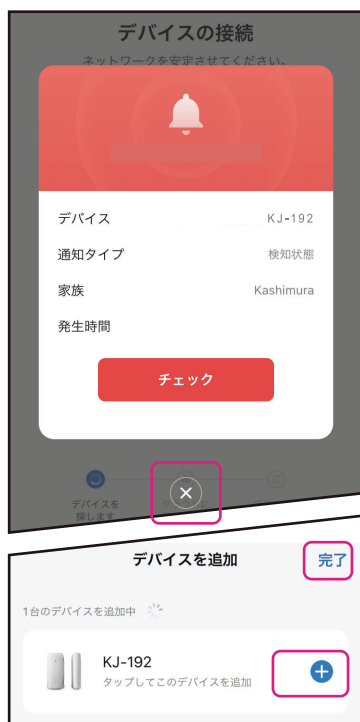 デバイスの接続
ネットワークを安定させてください。
デバイス KJ-192
通知タイプ 検知状態
家族 Kashimura
発生時間
チェック
デバイスを
探します
デバイスを追加 完了
1台のデバイスを追加中
KJ-192
タップしてこのデバイスを追加